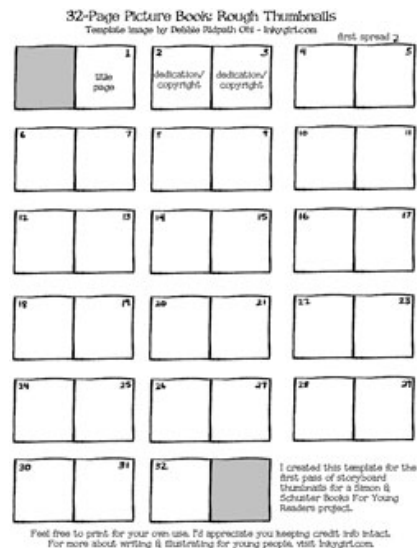 32-Page Picture Book: Rough Thumbnails
Template image by Debbie Ridpath Ohi - Inkygirl.com
first spread
1
title
page
2 3
dedication/ dedication/
copyright copyright
4 5
6 7
8 9
10 11
12 13
14 15
16 17
18 19
20 21
22 23
24 25
26 27
28 29
30 31
32
I created this template for the
first pass of storyboard
thumbnails for a Simon &
Schuster Books For Young
Readers project.
Feel free to print for your own use. I'd appreciate you keeping credit info intact.
For more about writing & illustrating for young people, visit Inkygirl.com.